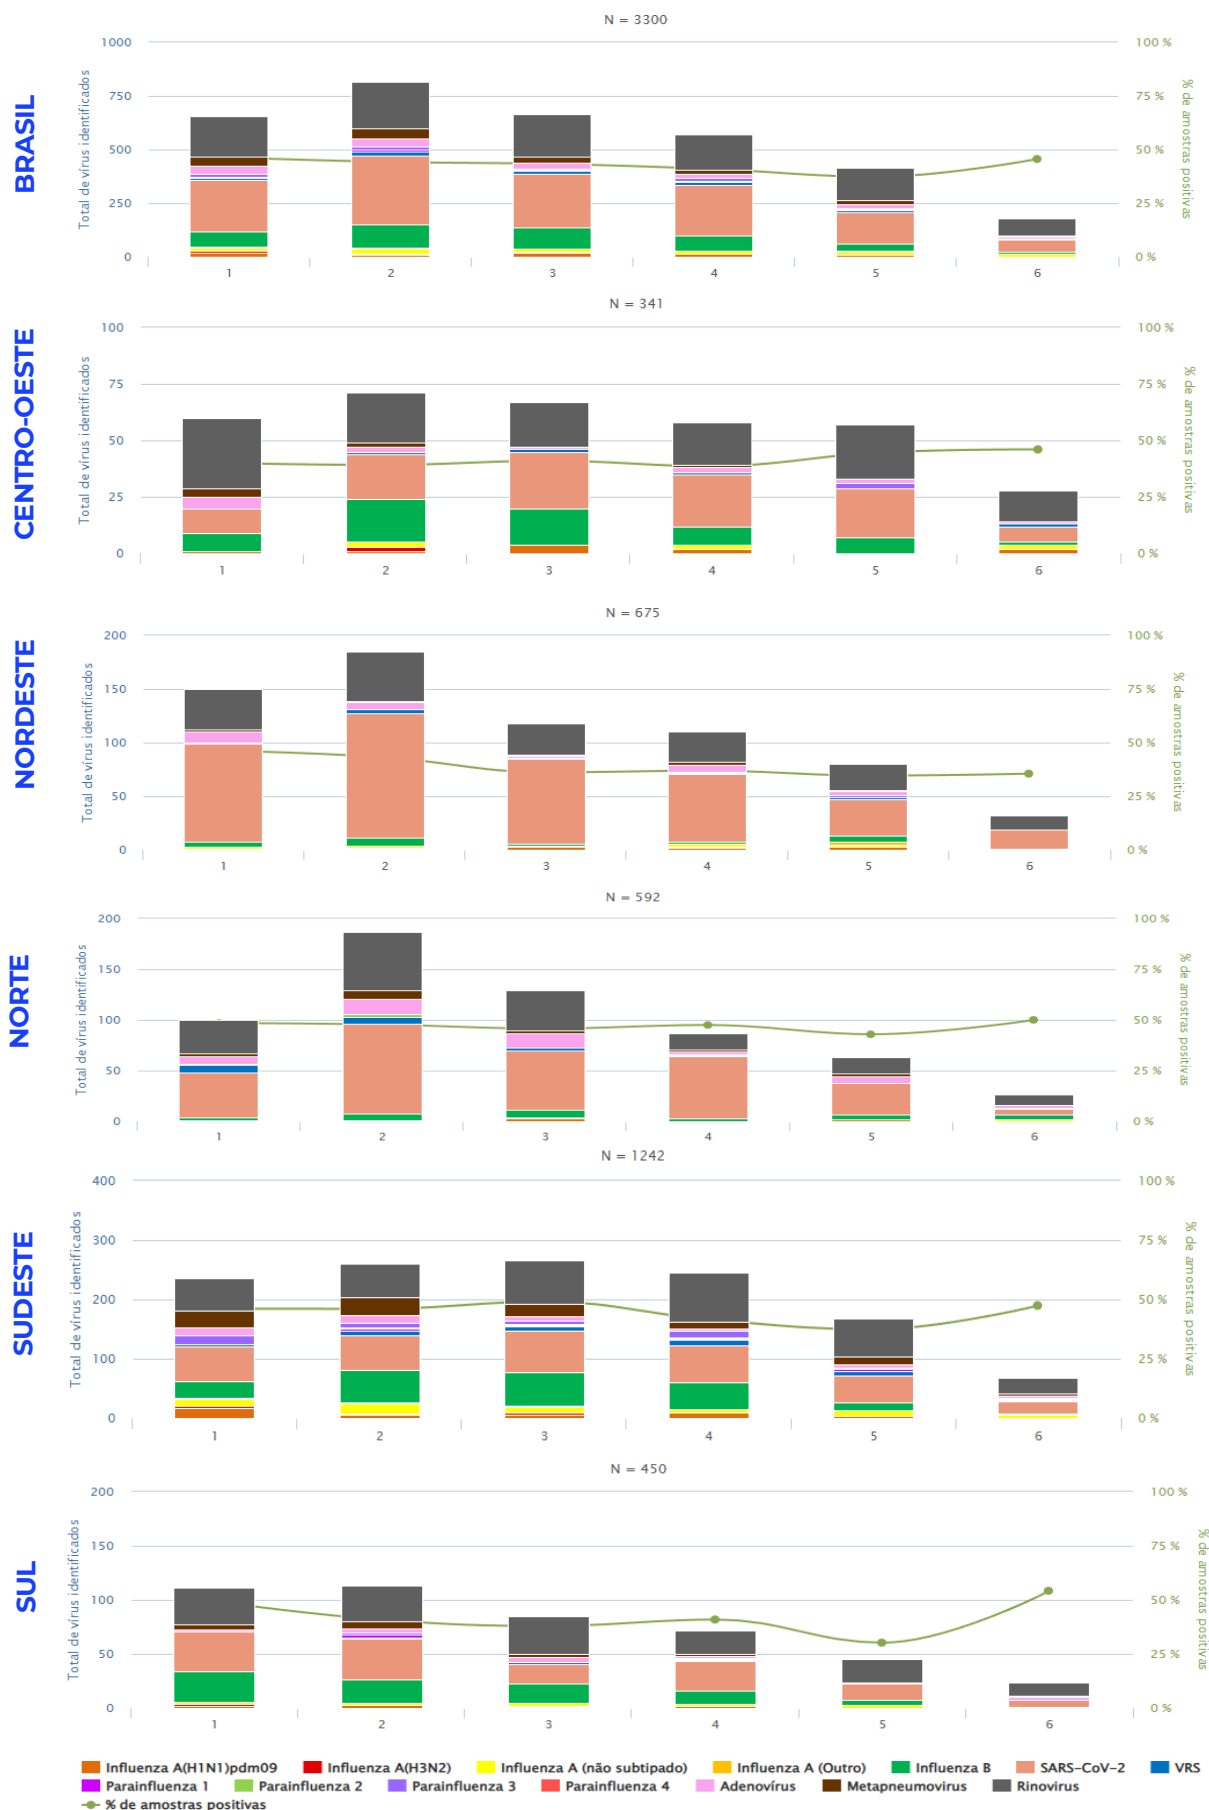 N = 3300
BRASIL
Total de vírus identificados
1000
750
500
250
0
100 %
75 %
50 %
25 %
0 %
% de amostras positivas
1 2 3 4 5 6
N = 341
CENTRO-OESTE
Total de vírus identificados
100
75
50
25
0
100 %
75 %
50 %
25 %
0 %
% de amostras positivas
1 2 3 4 5 6
N = 675
NORDESTE
Total de vírus identificados
200
150
100
50
0
100 %
75 %
50 %
25 %
0 %
% de amostras positivas
1 2 3 4 5 6
N = 592
NORTE
Total de vírus identificados
200
150
100
50
0
100 %
75 %
50 %
25 %
0 %
% de amostras positivas
1 2 3 4 5 6
N = 1242
SUDESTE
Total de vírus identificados
400
300
200
100
0
100 %
75 %
50 %
25 %
0 %
% de amostras positivas
1 2 3 4 5 6
N = 450
SUL
Total de vírus identificados
200
150
100
50
0
100 %
75 %
50 %
25 %
0 %
% de amostras positivas
1 2 3 4 5 6
Influenza A(H1N1)pdm09 Influenza A(H3N2) Influenza A (não subtipado) Influenza A (Outro) Influenza B SARS-CoV-2 VRS
Parainfluenza 1 Parainfluenza 2 Parainfluenza 3 Parainfluenza 4 Adenovírus Metapneumovirus Rinovirus
% de amostras positivas